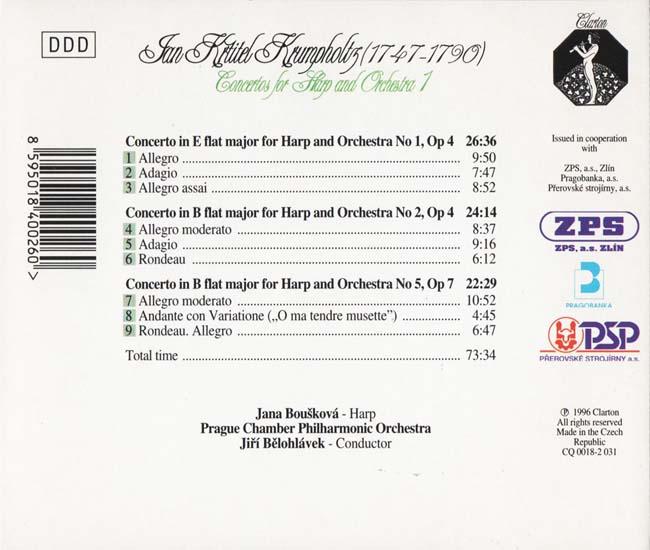 DDD
Jan Křtitel Krumpholtz (1747-1790)
Concertos for Harp and Orchestra 1
Clarton
Concerto in E flat major for Harp and Orchestra No 1, Op 4 26:36
1 Allegro 9:50
2 Adagio 7:47
3 Allegro assai 8:52
Concerto in B flat major for Harp and Orchestra No 2, Op 4 24:14
4 Allegro moderato 8:37
5 Adagio 9:16
6 Rondeau 6:12
Concerto in B flat major for Harp and Orchestra No 5, Op 7 22:29
7 Allegro moderato 10:52
8 Andante con Variatione („O ma tendre musette") 4:45
9 Rondeau. Allegro 6:47
Total time 73:34
Jana Boušková - Harp
Prague Chamber Philharmonic Orchestra
Jiří Bělohlávek - Conductor
8 595018 400260 >
Issued in cooperation
with
ZPS, a.s., Zlín
Pragobanka, a.s.
Přerovské strojírny, a.s.
ZPS
ZPS, a.s. ZLÍN
PRAGOBANKA
PSP
PŘEROVSKÉ STROJÍRNY a.s.
℗ 1996 Clarton
All rights reserved
Made in the Czech
Republic
CQ 0018-2 031